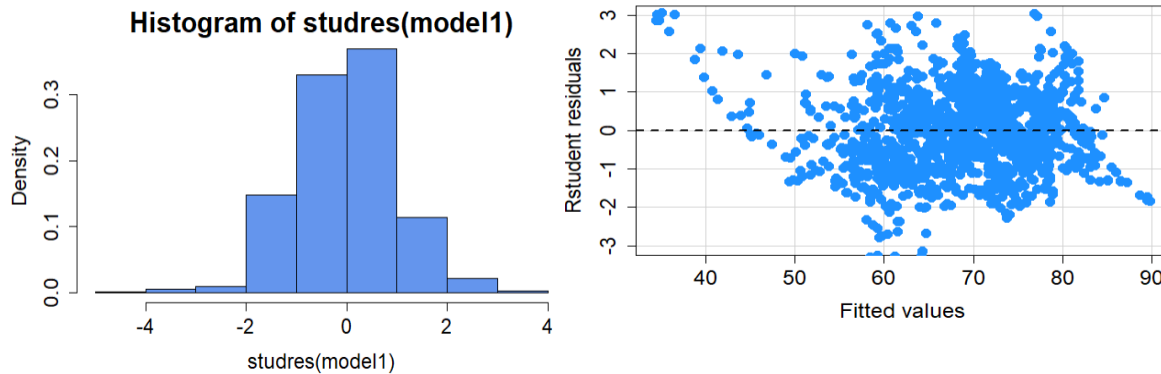 Histogram of studres(model1)
Density
0.0 0.1 0.2 0.3
-4 -2 0 2 4
studres(model1)
Rstudent residuals
3
2
1
0
-1
-2
-3
40 50 60 70 80 90
Fitted values